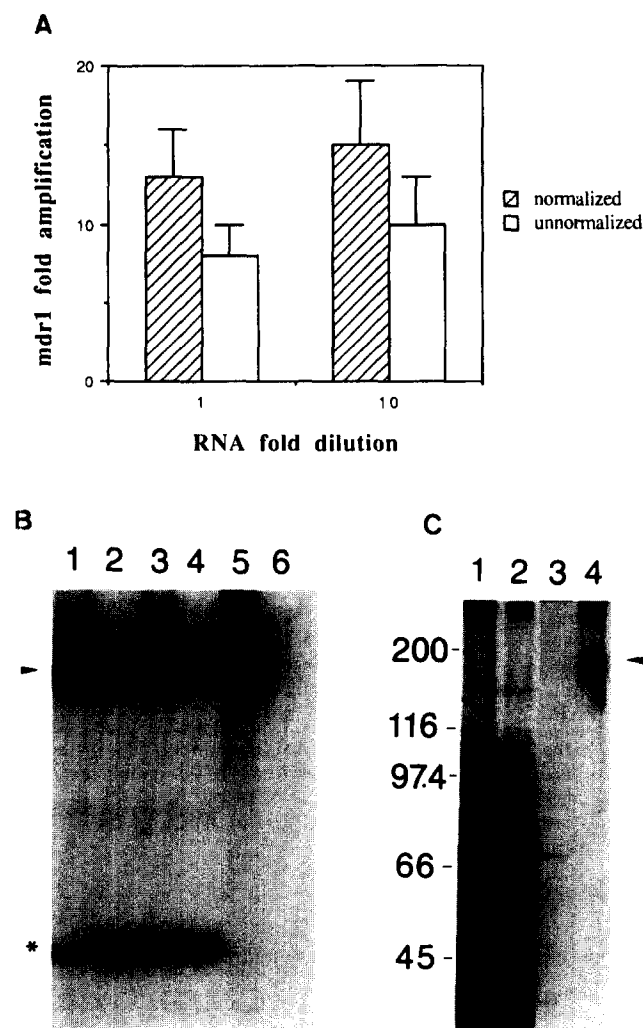 A
20
10
0
mdr1 fold amplification
normalized
unnormalized
1 10
RNA fold dilution
B
1 2 3 4 5 6
*
C
1 2 3 4
200-
116-
97.4-
66-
45-